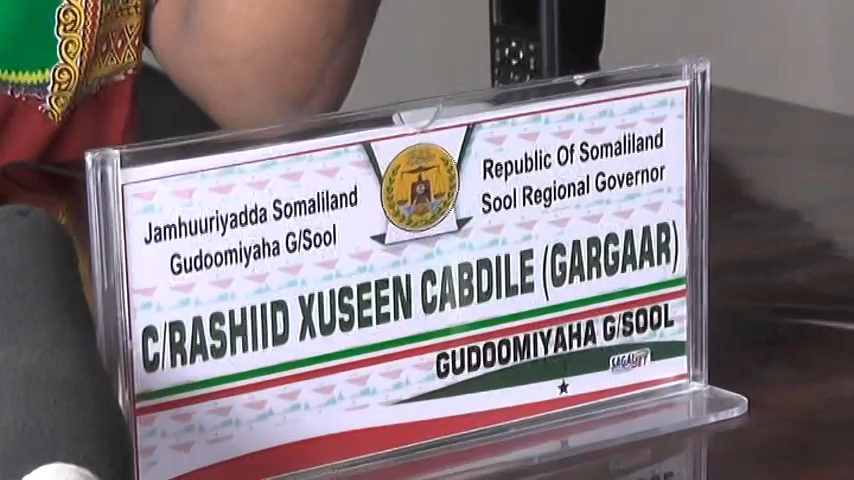 Jamhuuriyadda Somaliland
Gudoomiyaha G/Sool
Republic Of Somaliland
Sool Regional Governor
C/RASHIID XUSEEN CABDILE (GARGAAR)
GUDOOMIYAHA G/SOOL